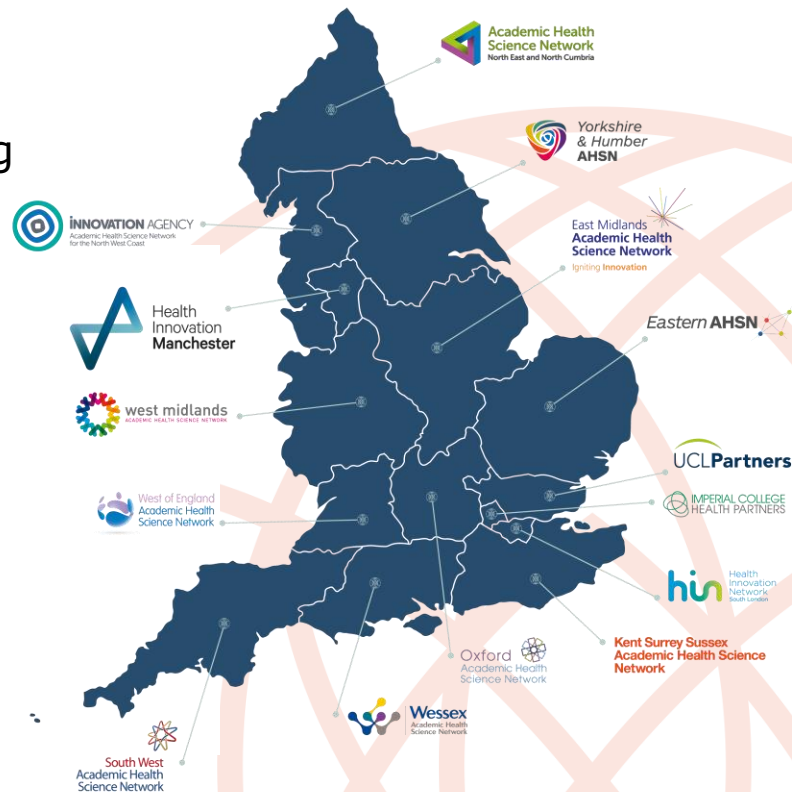 Academic Health
Science Network
North East and North Cumbria
g
Yorkshire
& Humber
AHSN
iNNOVATION AGENCY
Academic Health Science Network
for the North West Coast
East Midlands
Academic Health
Science Network
Igniting Innovation
Health
Innovation
Manchester
Eastern AHSN
west midlands
ACADEMIC HEALTH SCIENCE NETWORK
UCLPartners
West of England
Academic Health
Science Network
IMPERIAL COLLEGE
HEALTH PARTNERS
hin
Health
Innovation
Network
South London
Kent Surrey Sussex
Academic Health Science
Network
Oxford
Academic Health
Science Network
Wessex
Academic Health
Science Network
South West
Academic Health
Science Network